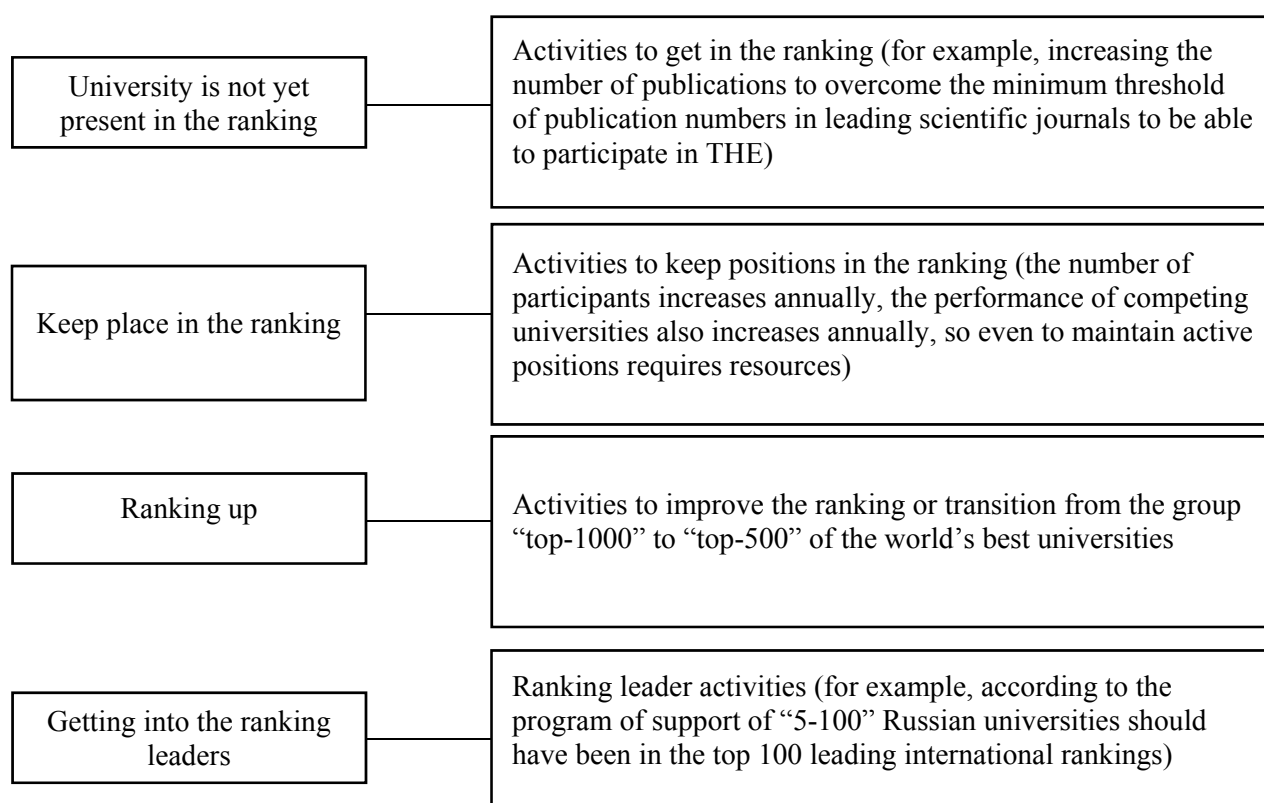 University is not yet
present in the ranking
Activities to get in the ranking (for example, increasing the
number of publications to overcome the minimum threshold
of publication numbers in leading scientific journals to be able
to participate in THE)
Keep place in the ranking
Activities to keep positions in the ranking (the number of
participants increases annually, the performance of competing
universities also increases annually, so even to maintain active
positions requires resources)
Ranking up
Activities to improve the ranking or transition from the group
“top-1000” to “top-500” of the world’s best universities
Getting into the ranking
leaders
Ranking leader activities (for example, according to the
program of support of “5-100” Russian universities should
have been in the top 100 leading international rankings)